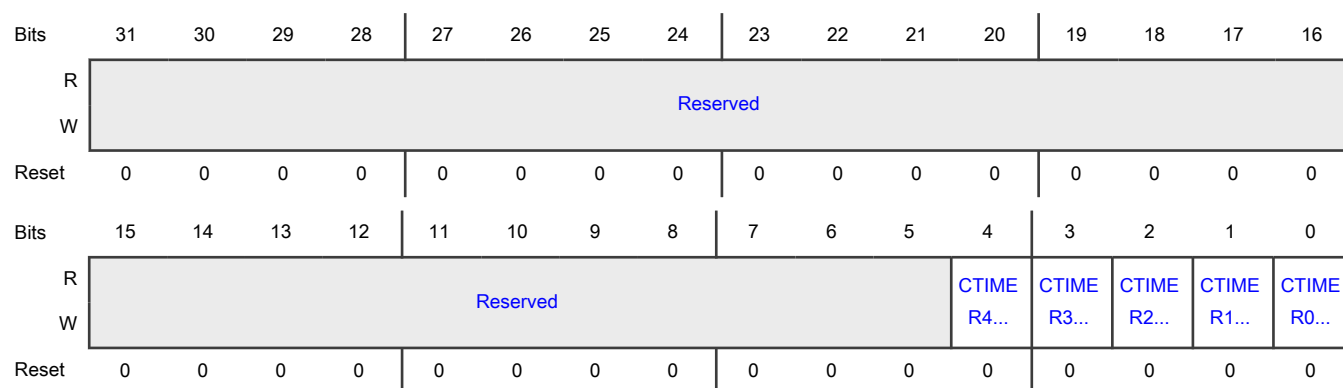 Bits 31 30 29 28 27 26 25 24 23 22 21 20 19 18 17 16
R
Reserved
W
Reset 0 0 0 0 0 0 0 0 0 0 0 0 0 0 0 0
Bits 15 14 13 12 11 10 9 8 7 6 5 4 3 2 1 0
R CTIME CTIME CTIME CTIME CTIME
Reserved
W R4... R3... R2... R1... R0...
Reset 0 0 0 0 0 0 0 0 0 0 0 0 0 0 0 0